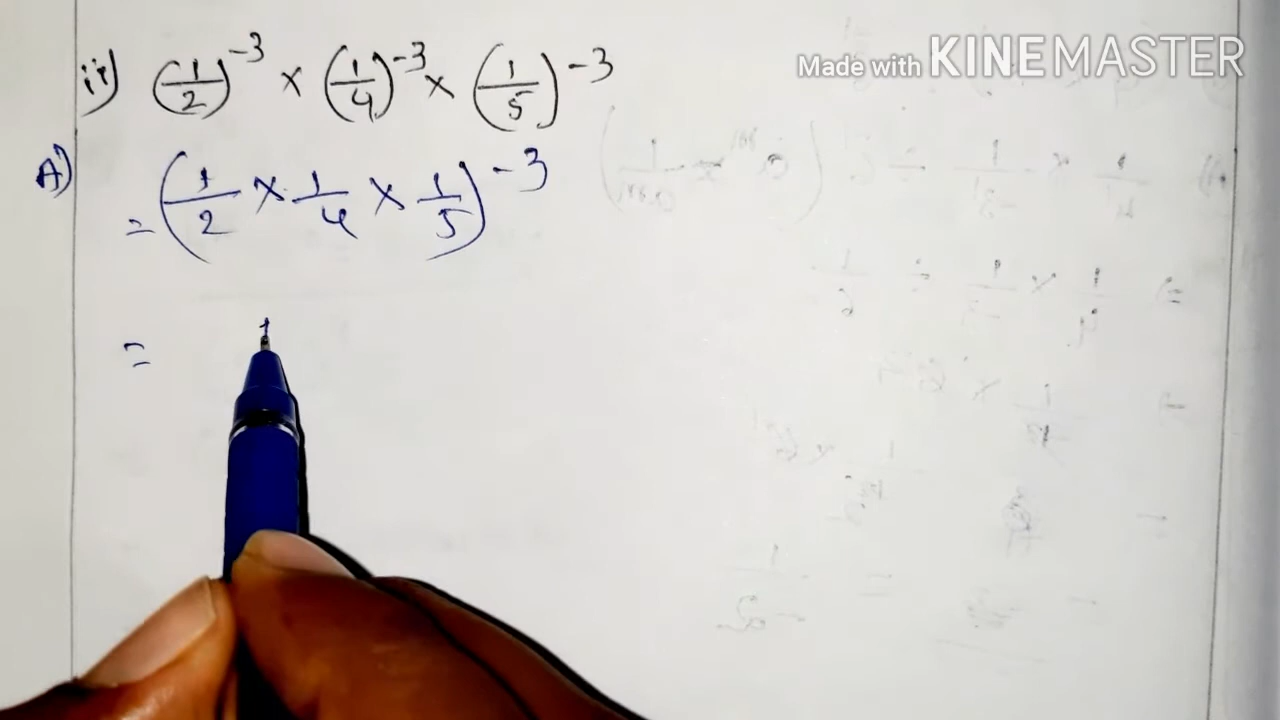 Made with KINEMASTER
ii) (1/2)^-3 × (1/4)^-3 × (1/5)^-3
A)
= (1/2 × 1/4 × 1/5)^-3
= 1